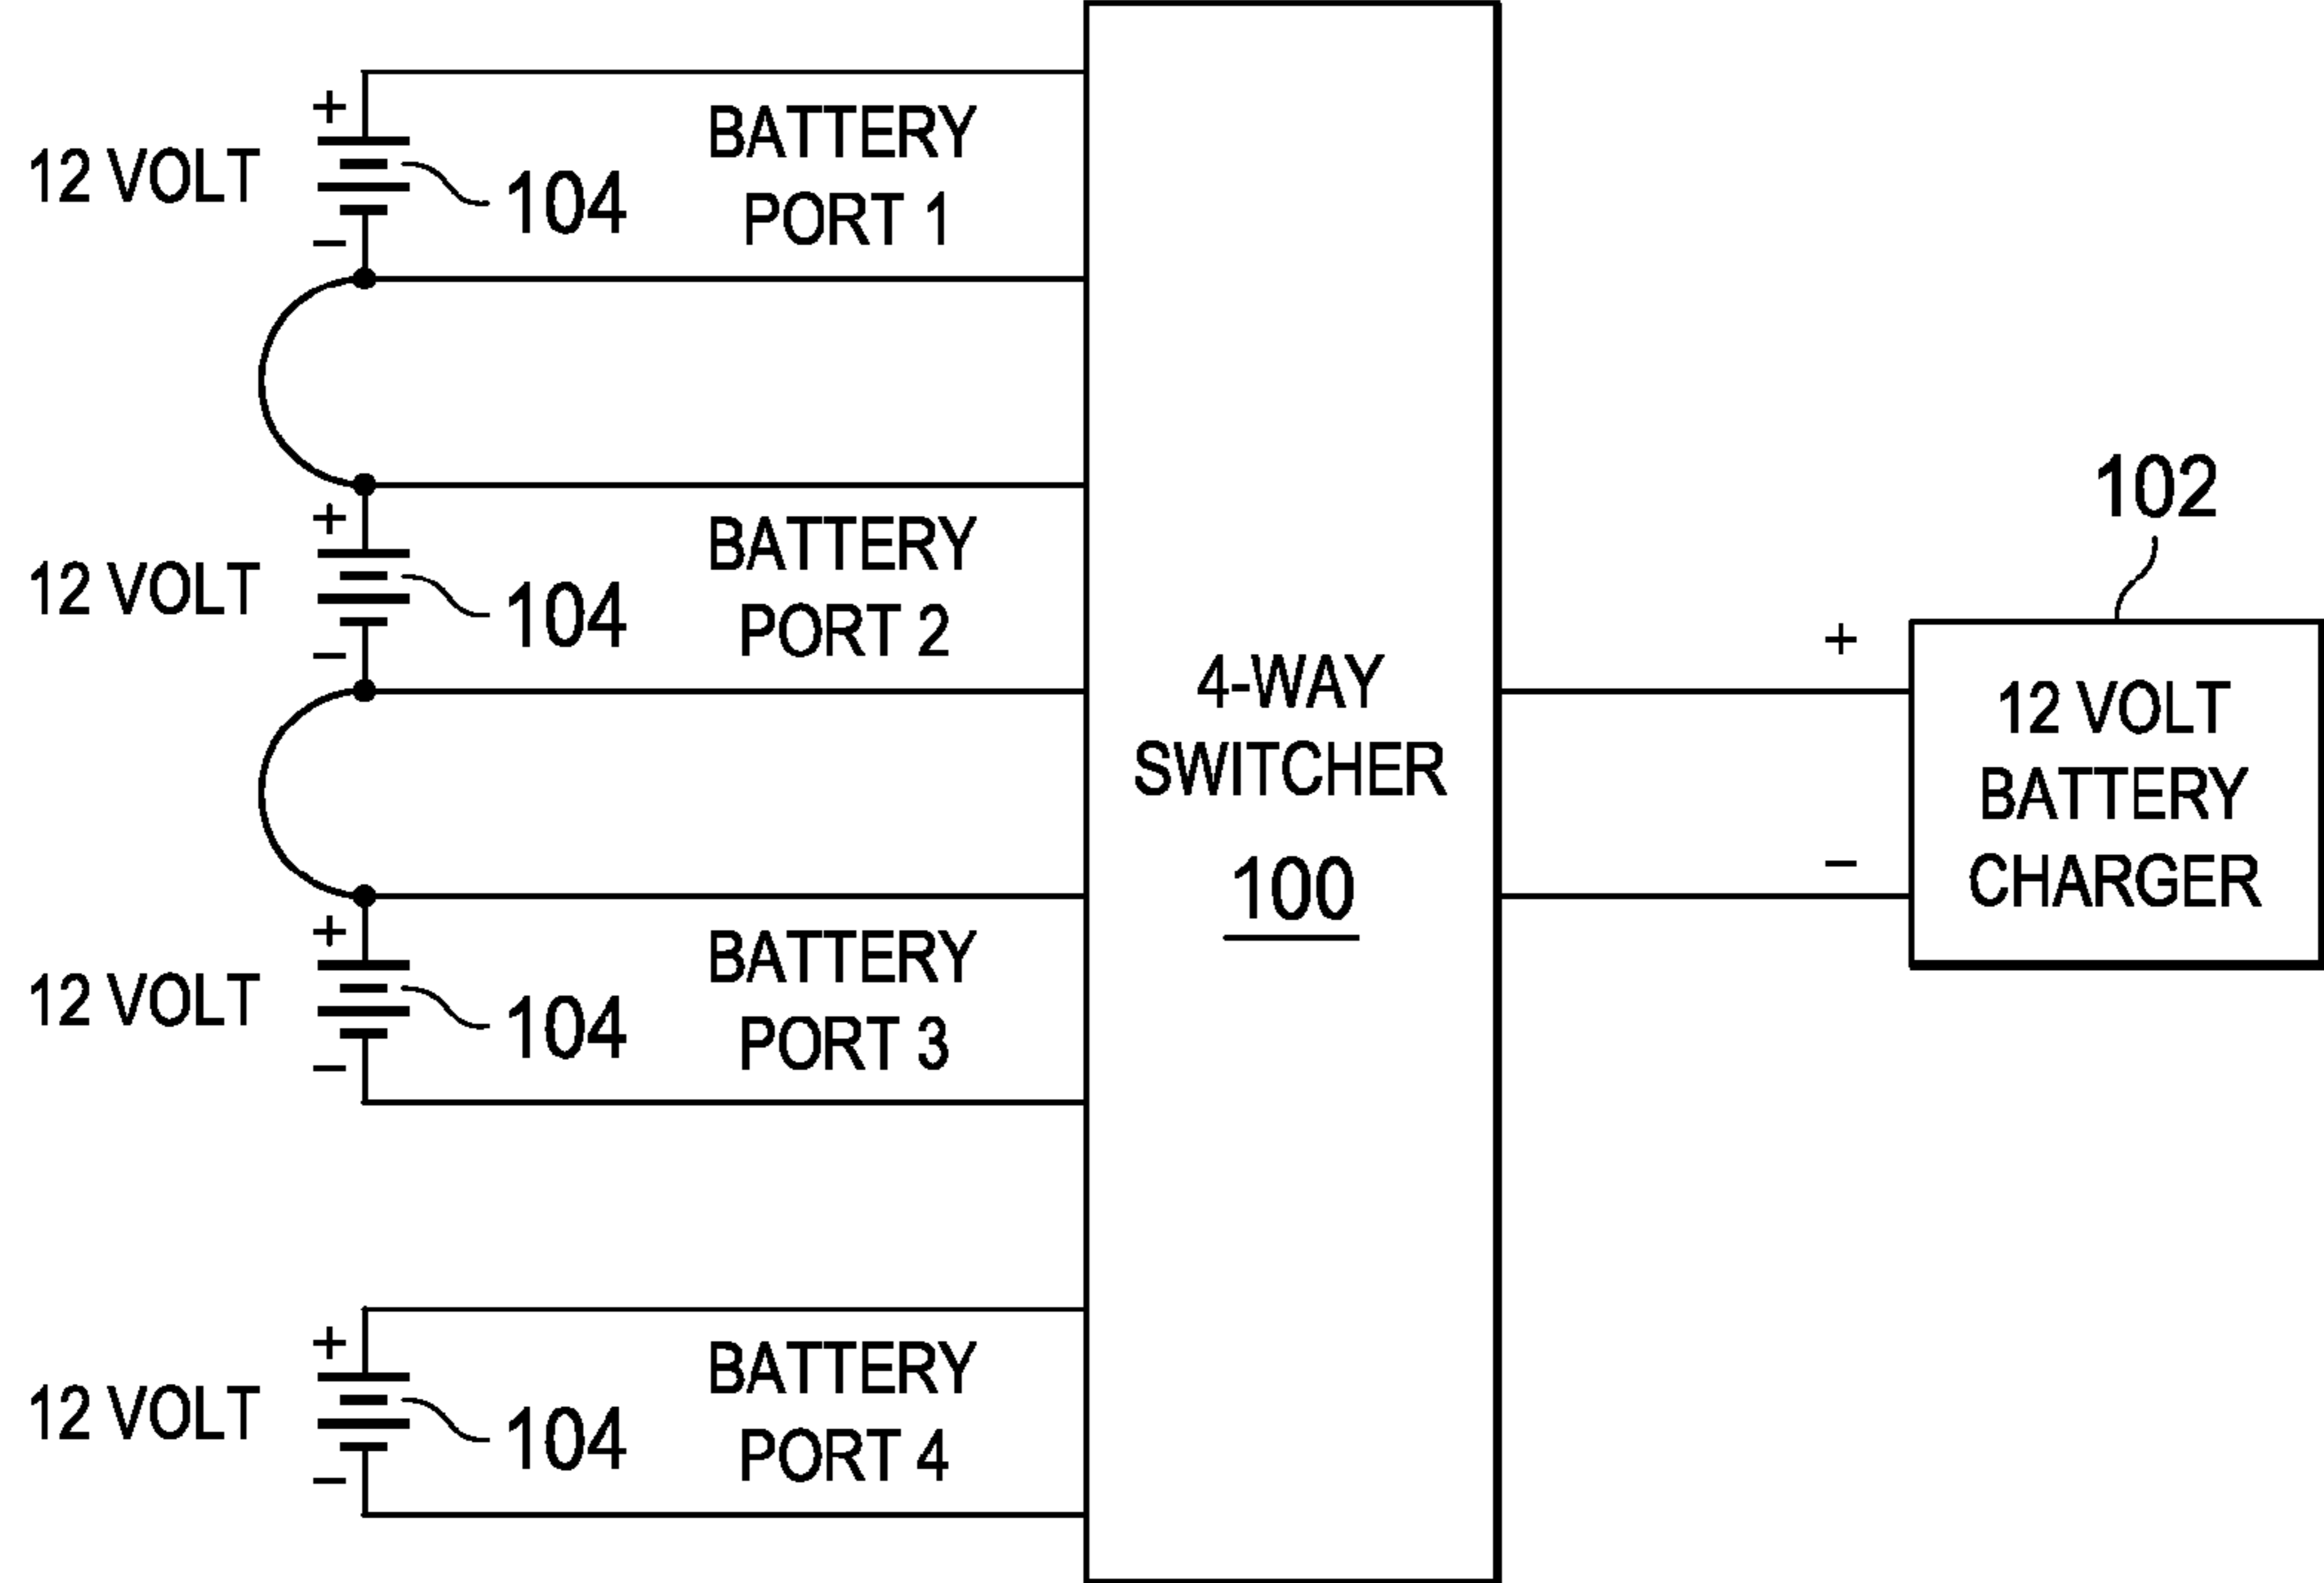 +
12 VOLT
104
−
BATTERY
PORT 1
+
12 VOLT
104
−
BATTERY
PORT 2
+
12 VOLT
104
−
BATTERY
PORT 3
+
12 VOLT
104
−
BATTERY
PORT 4
4-WAY
SWITCHER
100
+
−
102
12 VOLT
BATTERY
CHARGER